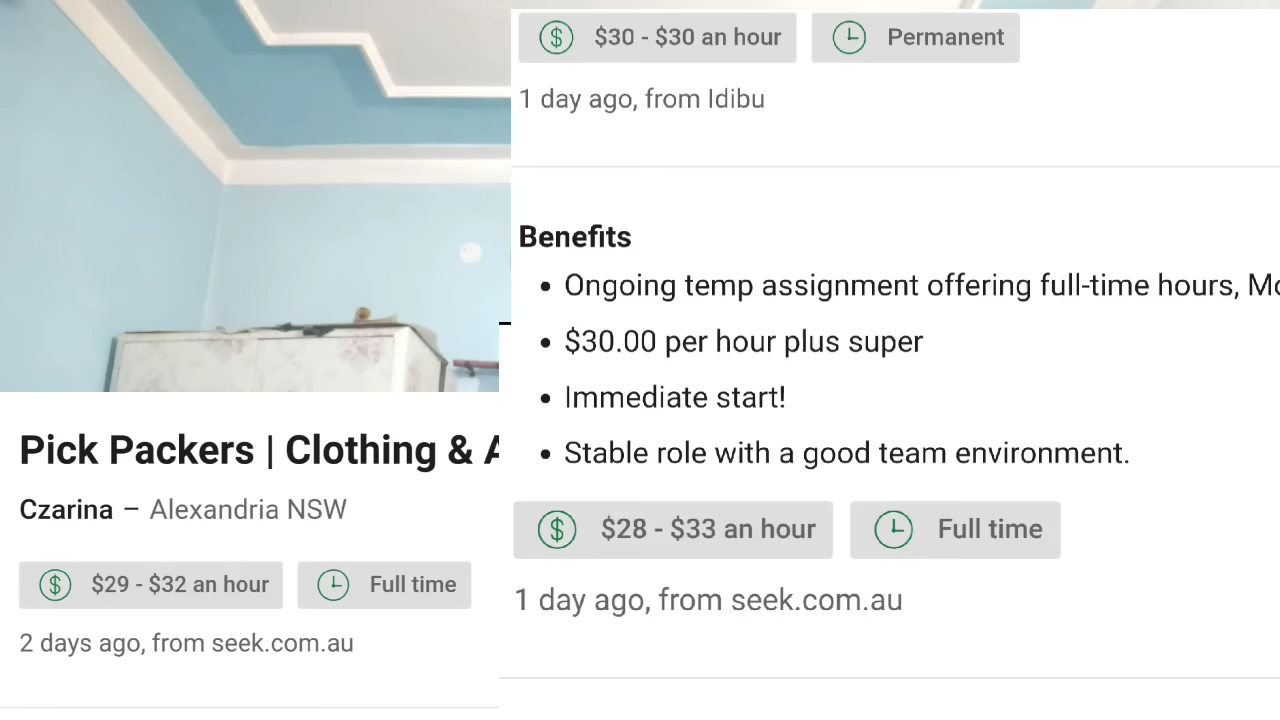 $30 - $30 an hour Permanent
1 day ago, from Idibu
Benefits
• Ongoing temp assignment offering full-time hours,
• $30.00 per hour plus super
• Immediate start!
• Stable role with a good team environment.
$28 - $33 an hour Full time
1 day ago, from seek.com.au
Pick Packers | Clothing &
Czarina – Alexandria NSW
$29 - $32 an hour Full time
2 days ago, from seek.com.au